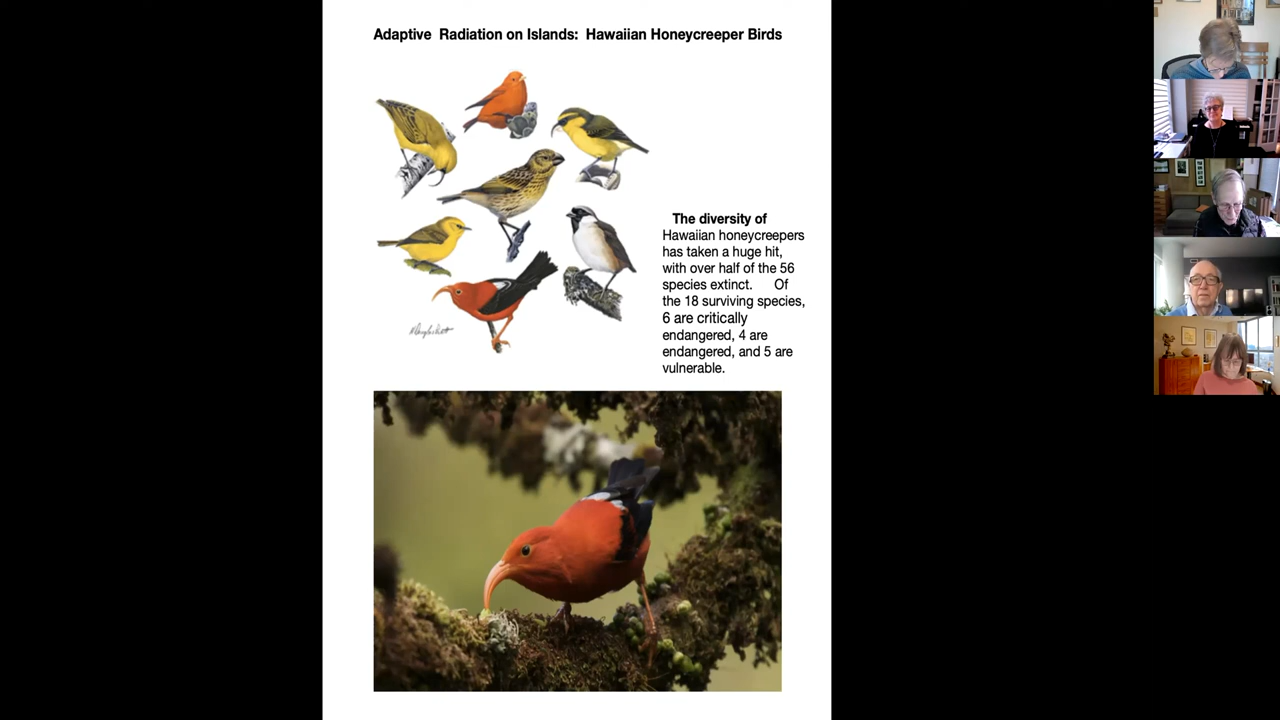 Adaptive Radiation on Islands: Hawaiian Honeycreeper Birds
The diversity of
Hawaiian honeycreepers
has taken a huge hit,
with over half of the 56
species extinct. Of
the 18 surviving species,
6 are critically
endangered, 4 are
endangered, and 5 are
vulnerable.